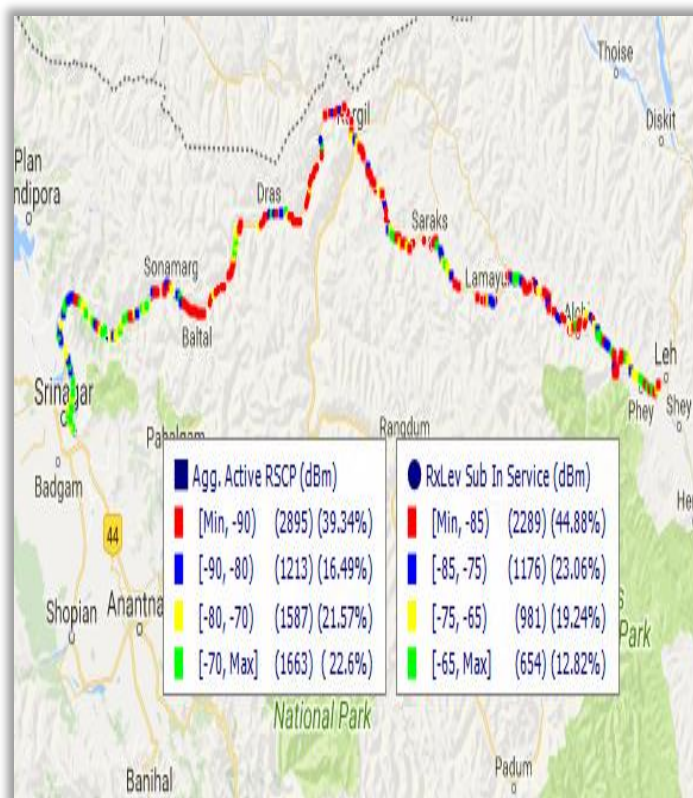 Thoise
Diskit
Plan
ndipora
Kargil
Dras
Saraks
Sonamarg
Lamayu
Baltal
Alchi
Leh
Srinagar
Phey
Shey
Pahalgam
Rangdum
Badgam
He
44
Shopian
Anantna
Agg. Active RSCP (dBm)
[Min, -90) (2895) (39.34%)
[-90, -80) (1213) (16.49%)
[-80, -70) (1587) (21.57%)
[-70, Max] (1663) ( 22.6%)
RxLev Sub In Service (dBm)
[Min, -85) (2289) (44.88%)
[-85, -75) (1176) (23.06%)
[-75, -65) (981) (19.24%)
[-65, Max] (654) (12.82%)
s
Park
National Park
Padum
Banihal